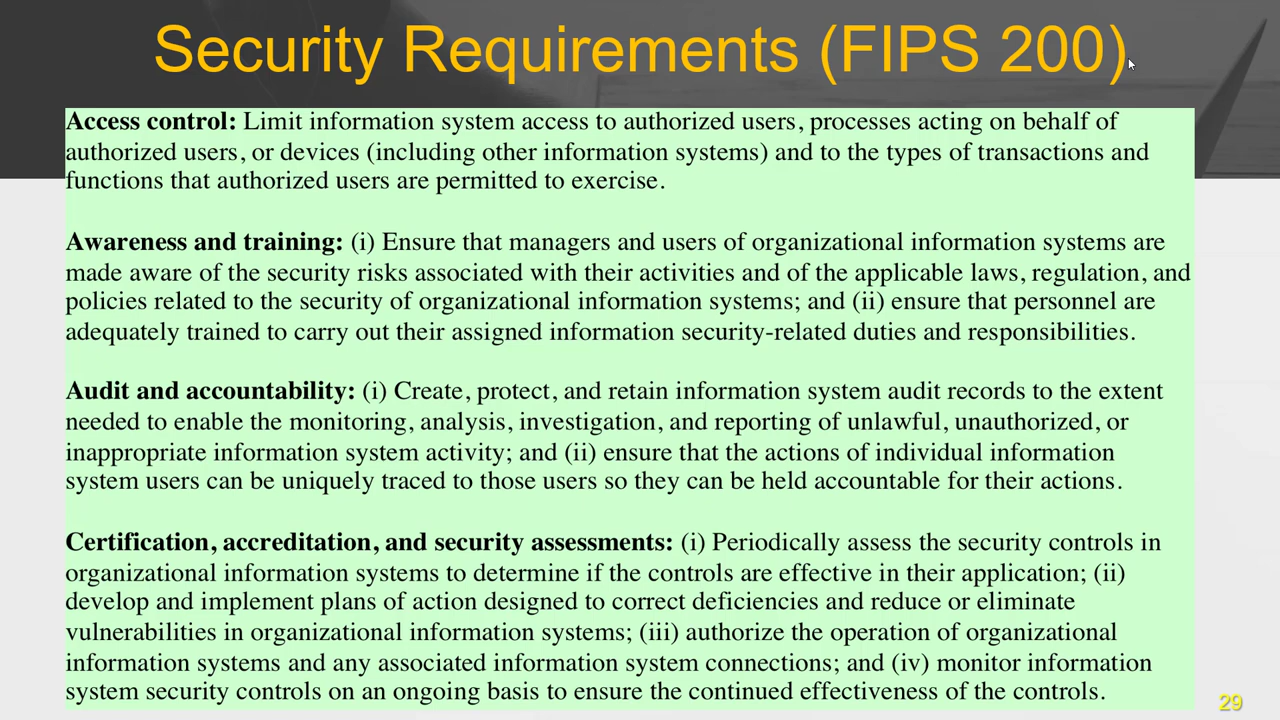 Security Requirements (FIPS 200)
Access control: Limit information system access to authorized users, processes acting on behalf of
authorized users, or devices (including other information systems) and to the types of transactions and
functions that authorized users are permitted to exercise.
Awareness and training: (i) Ensure that managers and users of organizational information systems are
made aware of the security risks associated with their activities and of the applicable laws, regulation, and
policies related to the security of organizational information systems; and (ii) ensure that personnel are
adequately trained to carry out their assigned information security-related duties and responsibilities.
Audit and accountability: (i) Create, protect, and retain information system audit records to the extent
needed to enable the monitoring, analysis, investigation, and reporting of unlawful, unauthorized, or
inappropriate information system activity; and (ii) ensure that the actions of individual information
system users can be uniquely traced to those users so they can be held accountable for their actions.
Certification, accreditation, and security assessments: (i) Periodically assess the security controls in
organizational information systems to determine if the controls are effective in their application; (ii)
develop and implement plans of action designed to correct deficiencies and reduce or eliminate
vulnerabilities in organizational information systems; (iii) authorize the operation of organizational
information systems and any associated information system connections; and (iv) monitor information
system security controls on an ongoing basis to ensure the continued effectiveness of the controls.
29